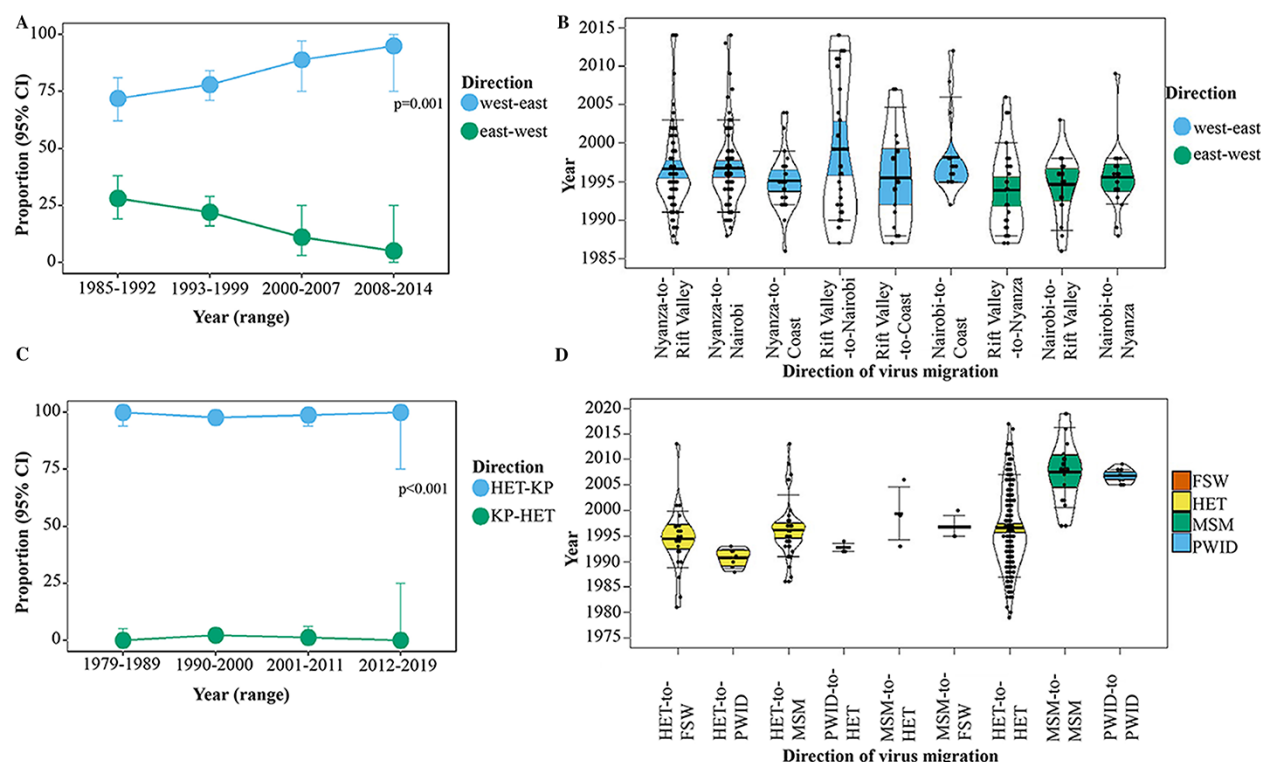 A
Proportion (95% CI)
100
75
50
25
0
p=0.001
1985-1992 1993-1999 2000-2007 2008-2014
Year (range)
Direction
west-east
east-west
B
Year
2015
2010
2005
2000
1995
1990
1985
Nyanza-to-
Rift Valley
Nyanza-to-
Nairobi
Nyanza-to-
Coast
Rift Valley
-to-Nairobi
Rift Valley
-to-Coast
Nairobi-to-
Coast
Rift Valley
-to-Nyanza
Nairobi-to-
Rift Valley
Nairobi-to-
Nyanza
Direction of virus migration
Direction
west-east
east-west
C
Proportion (95% CI)
100
75
50
25
0
p<0.001
1979-1989 1990-2000 2001-2011 2012-2019
Year (range)
Direction
HET-KP
KP-HET
D
Year
2020
2015
2010
2005
2000
1995
1990
1985
1980
1975
HET-to-
FSW
HET-to-
PWID
HET-to-
MSM
PWID-to-
HET
MSM-to-
HET
MSM-to-
FSW
HET-to-
HET
MSM-to-
MSM
PWID-to
PWID
Direction of virus migration
FSW
HET
MSM
PWID